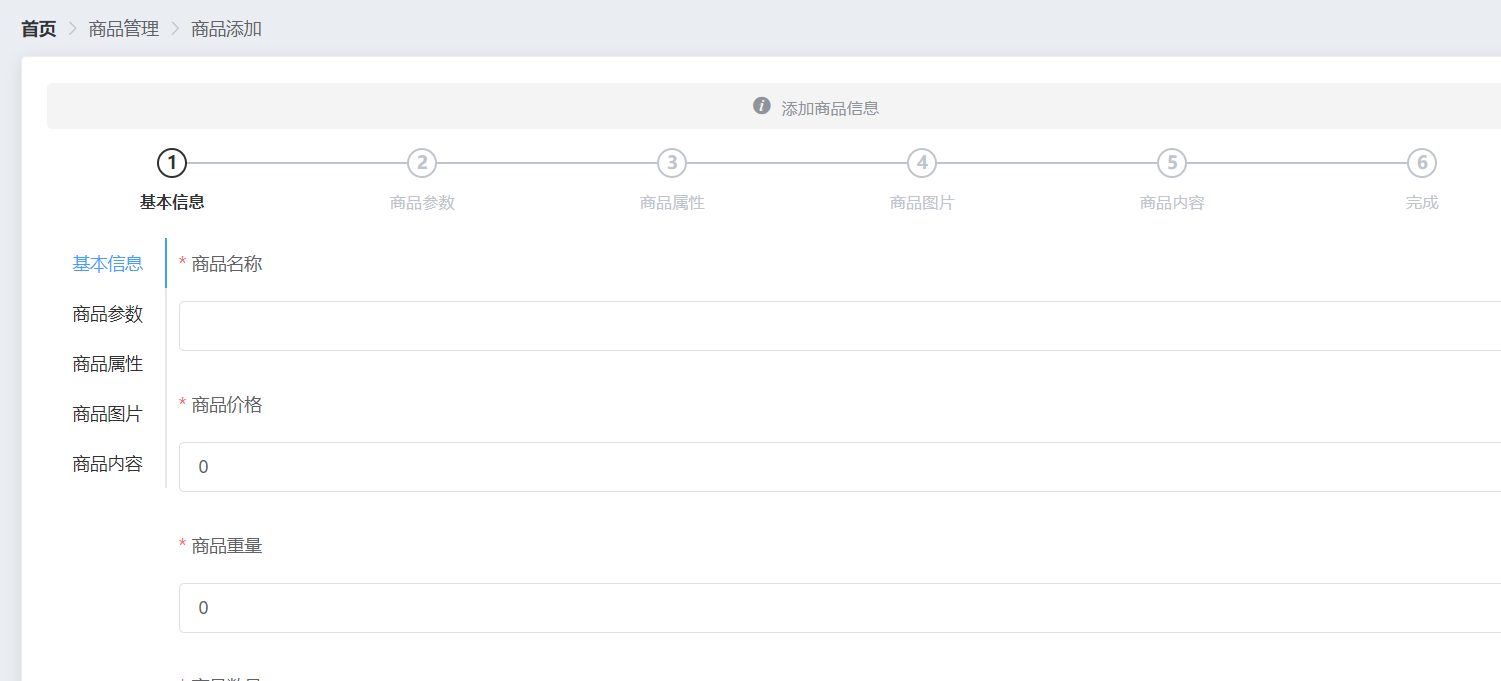 首页 > 商品管理 > 商品添加
添加商品信息
1 2 3 4 5 6
基本信息 商品参数 商品属性 商品图片 商品内容 完成
基本信息
商品参数
商品属性
商品图片
商品内容
* 商品名称
* 商品价格
0
* 商品重量
0